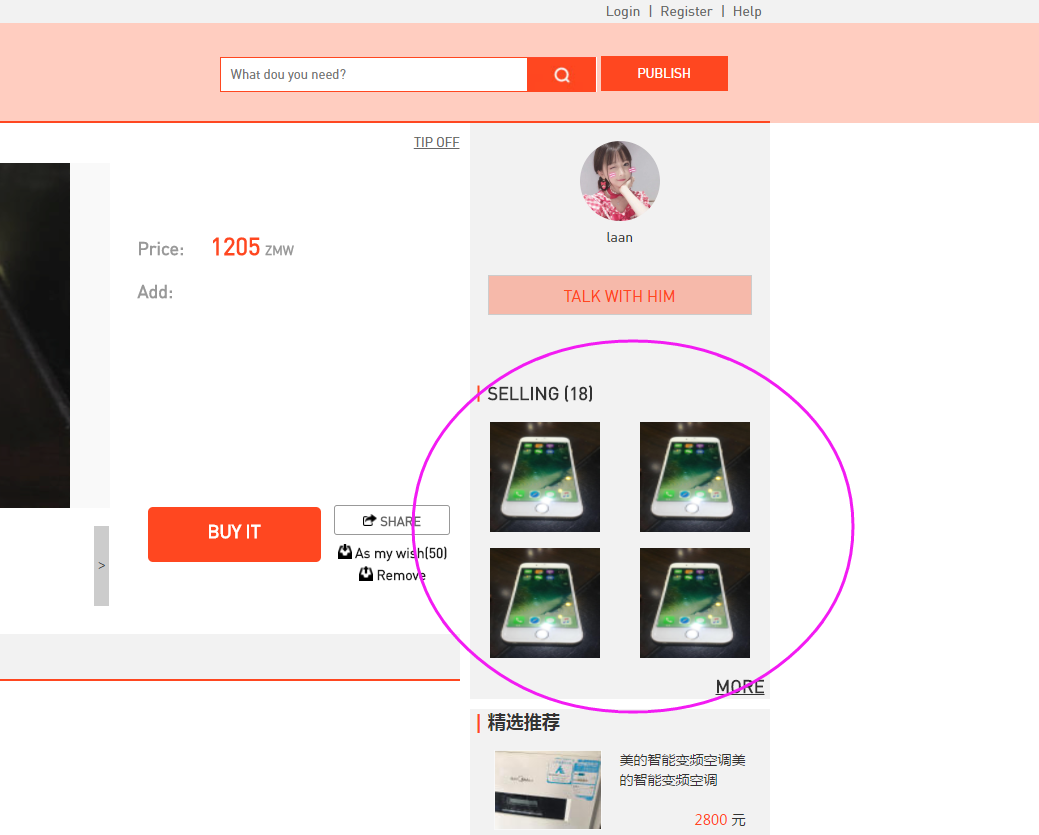 Login | Register | Help
What dou you need?
PUBLISH
TIP OFF
laan
Price: 1205 ZMW
Add:
TALK WITH HIM
SELLING (18)
BUY IT
SHARE
As my wish(50)
>
Remove
MORE
精选推荐
美的智能变频空调美
的智能变频空调
2800 元